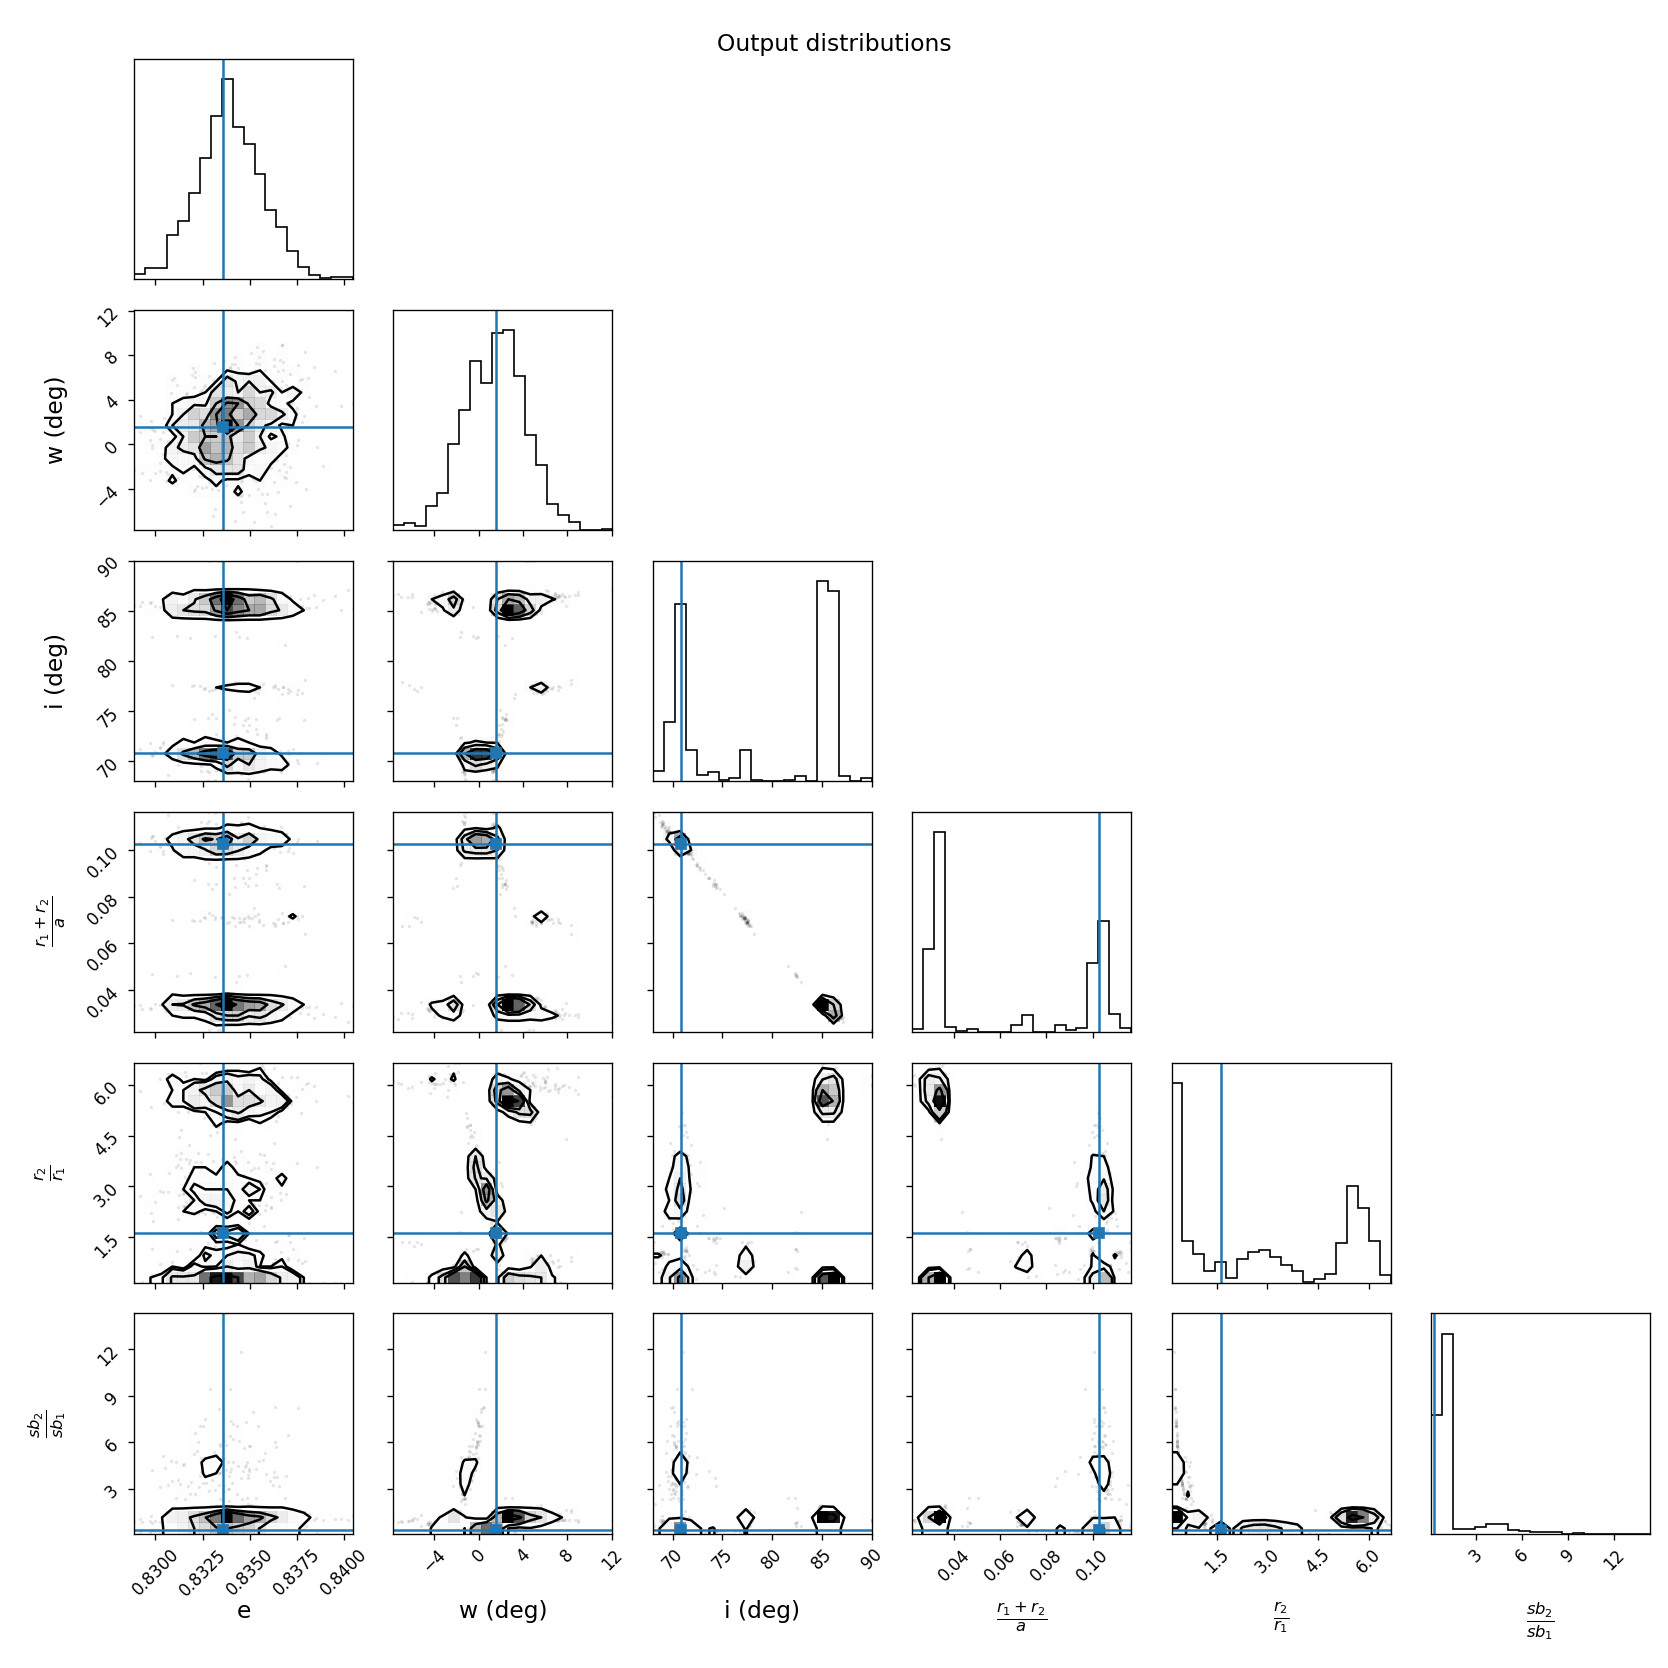 Output distributions
12
8
4
0
−4
w (deg)
90
85
80
75
70
i (deg)
0.10
0.08
0.06
0.04
r₁ + r₂
a
6.0
4.5
3.0
1.5
r₂
r₁
12
9
6
3
sb₂
sb₁
0.8300 0.8325 0.8350 0.8375 0.8400 −4 0 4 8 12 70 75 80 85 90 0.04 0.06 0.08 0.10 1.5 3.0 4.5 6.0 3 6 9 12
e w (deg) i (deg) r₁ + r₂ / a r₂ / r₁ sb₂ / sb₁